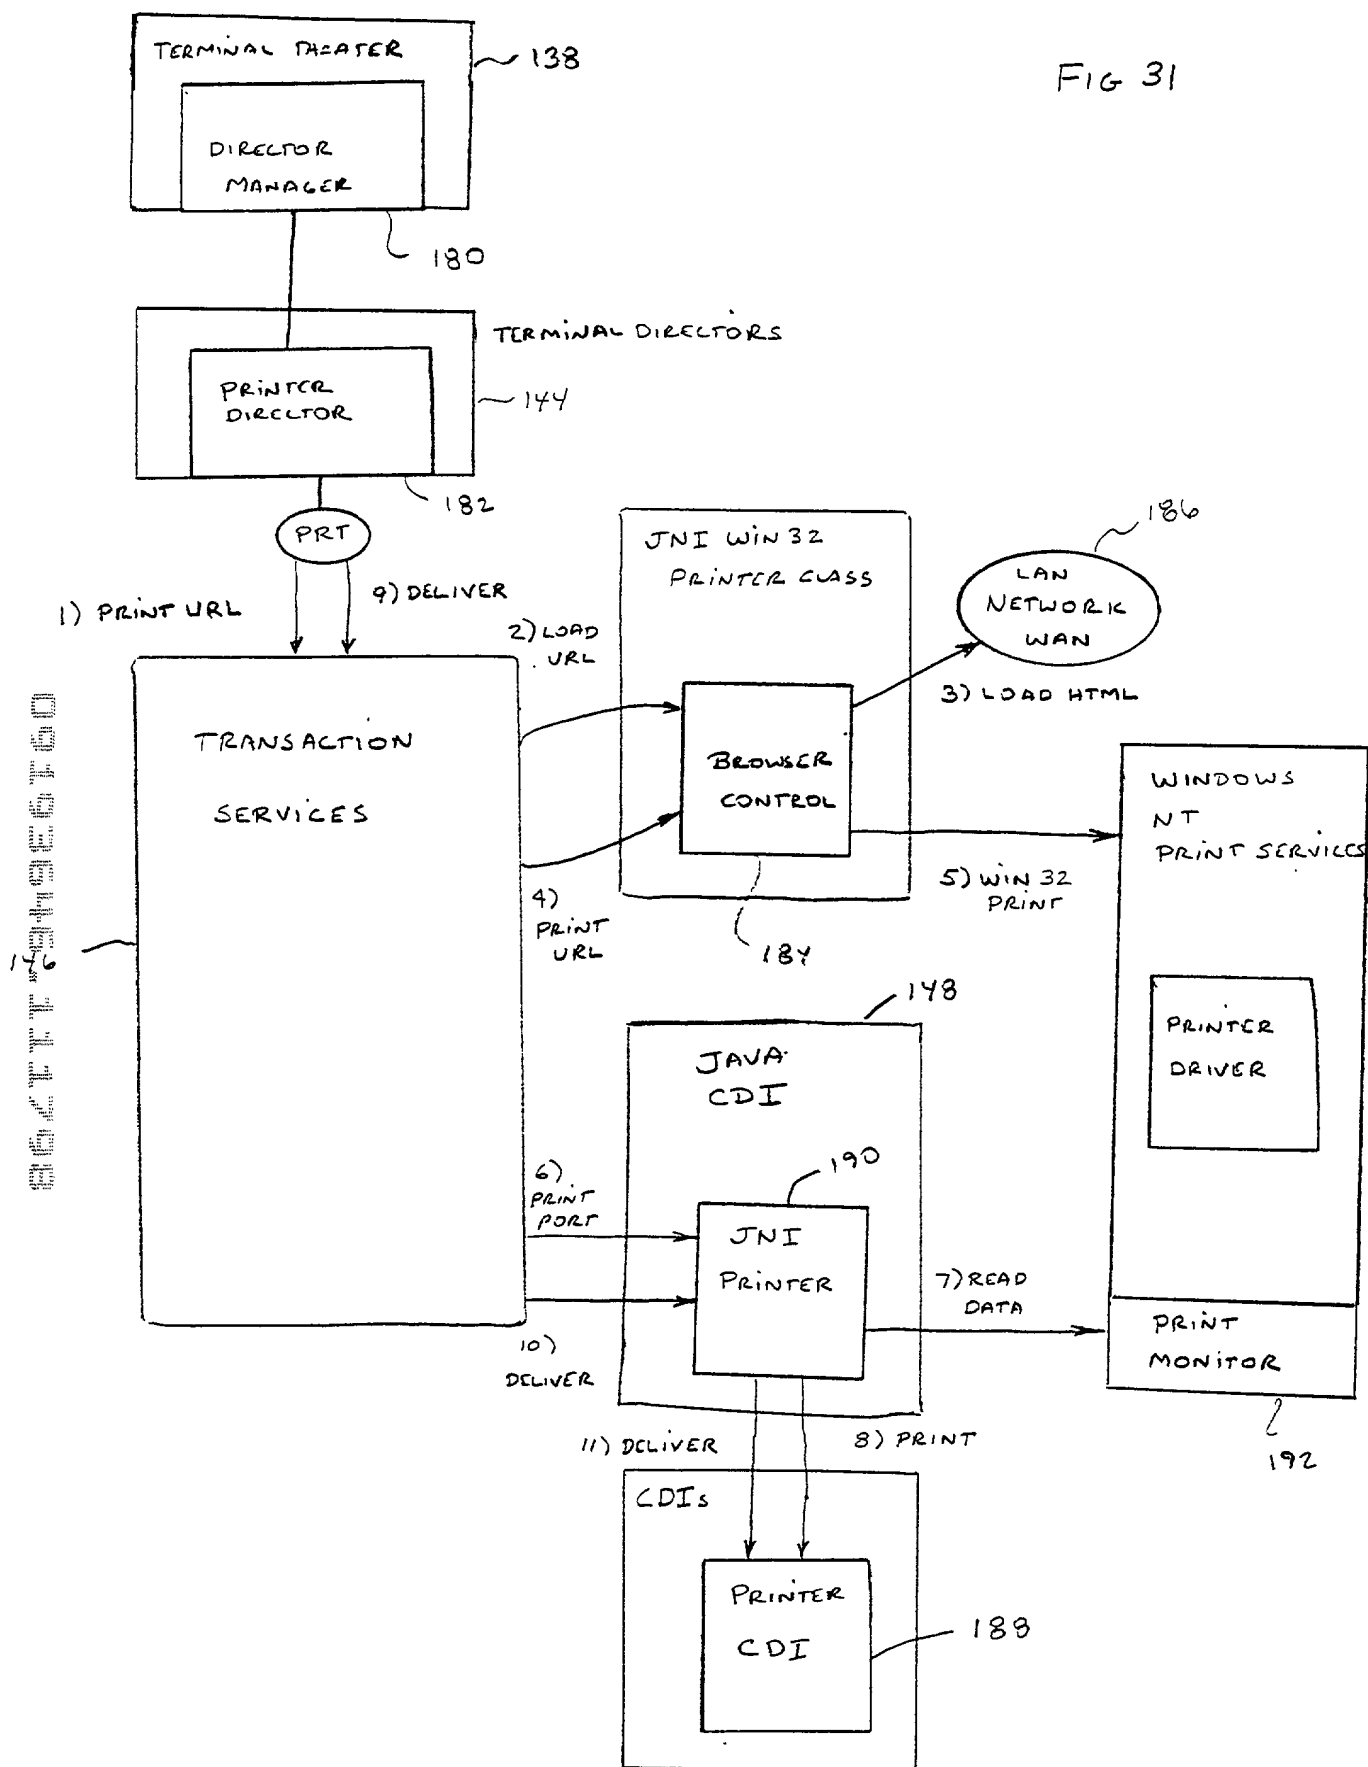 TERMINAL THEATER
138
FIG 31
DIRECTOR
MANAGER
180
TERMINAL DIRECTORS
PRINTER
DIRECTOR
144
182
PRT
1) PRINT URL
9) DELIVER
2) LOAD
URL
JNI WIN 32
PRINTER CLASS
186
LAN
NETWORK
WAN
3) LOAD HTML
TRANSACTION
SERVICES
BROWSER
CONTROL
WINDOWS
NT
PRINT SERVICES
4)
PRINT
URL
5) WIN 32
PRINT
184
146
148
PRINTER
DRIVER
JAVA
CDI
6)
PRINT
PORT
190
JNI
PRINTER
7) READ
DATA
PRINT
MONITOR
10)
DELIVER
11) DELIVER
8) PRINT
192
CDIs
PRINTER
CDI
188